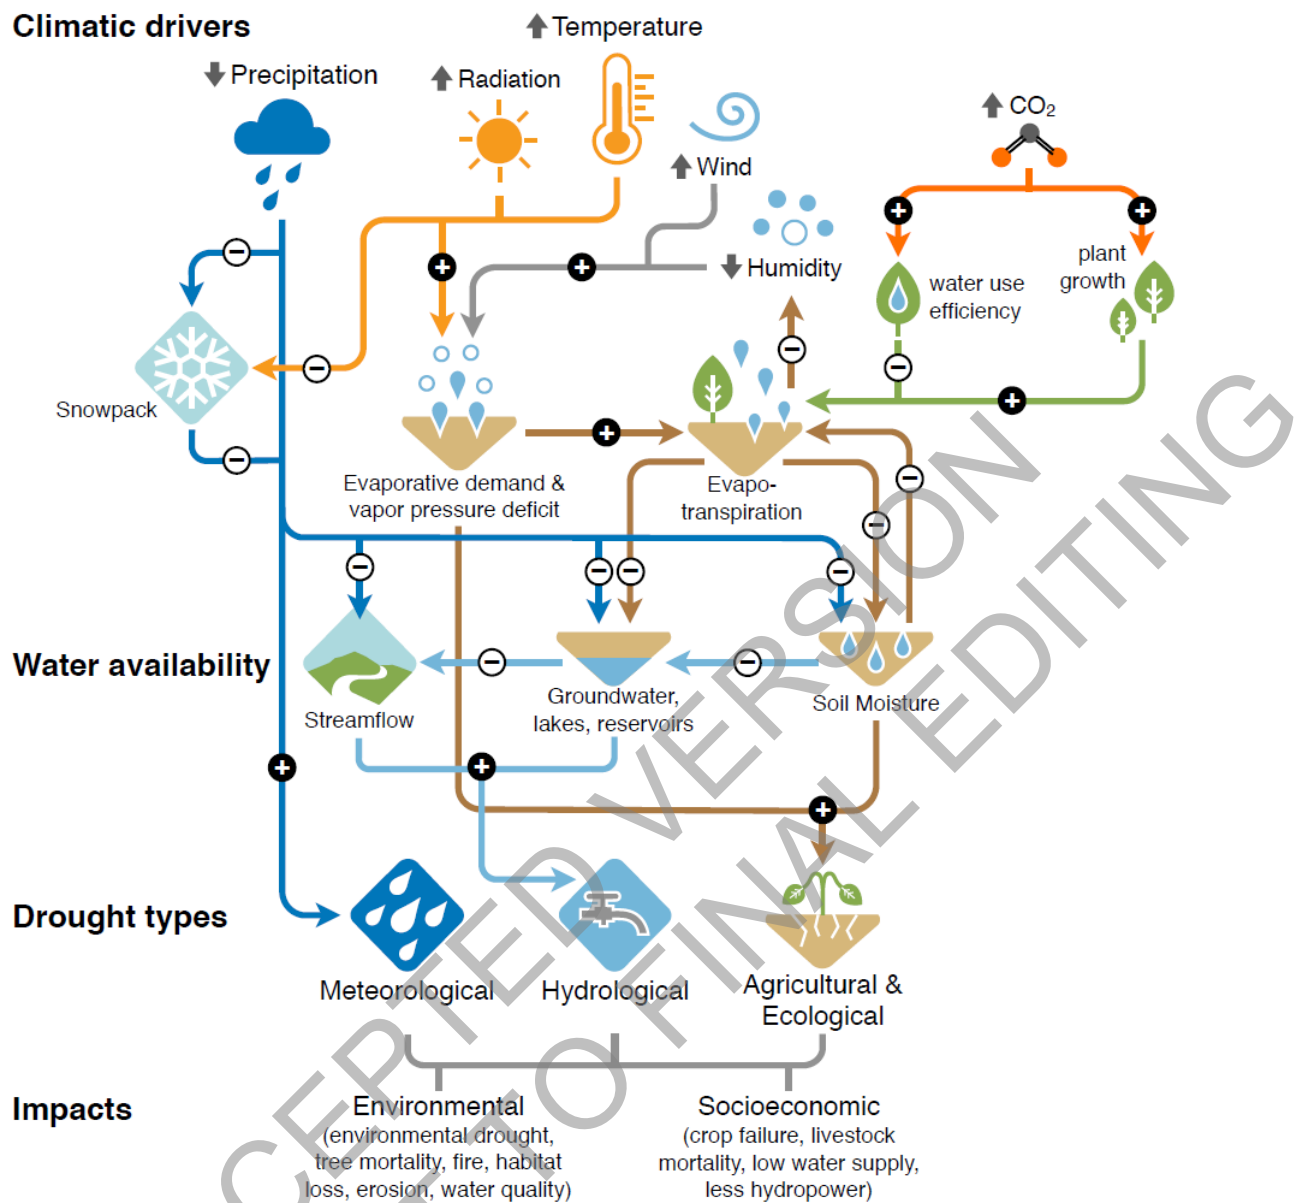 Climatic drivers
Temperature
Precipitation
Radiation
CO₂
Wind
plant
growth
Humidity
water use
efficiency
Snowpack
Evaporative demand &
vapor pressure deficit
Evapo-
transpiration
Water availability
Streamflow
Groundwater,
lakes, reservoirs
Soil Moisture
Drought types
Meteorological
Hydrological
Agricultural &
Ecological
Impacts
Environmental
(environmental drought,
tree mortality, fire, habitat
loss, erosion, water quality)
Socioeconomic
(crop failure, livestock
mortality, low water supply,
less hydropower)
CEPTED VERSION
TO FINAL EDITING